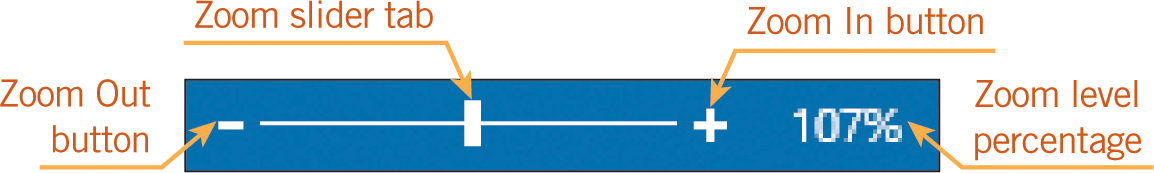 Zoom slider tab
Zoom In button
Zoom Out
button
- + 107%
Zoom level
percentage